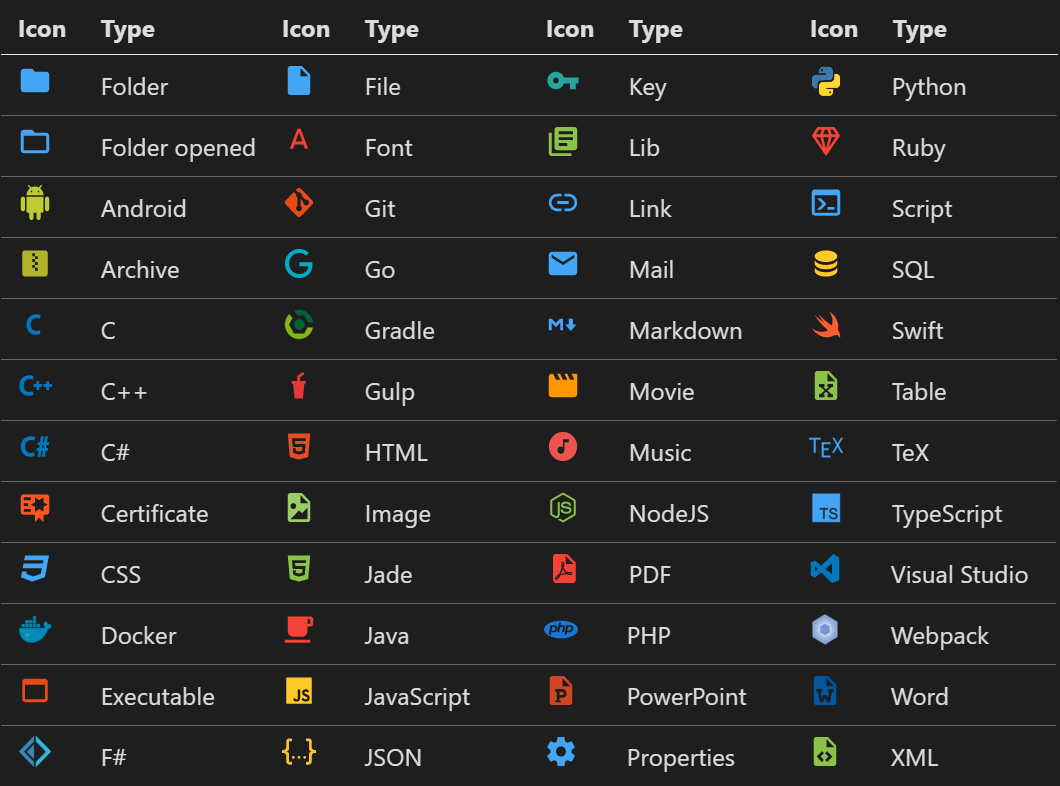 Icon Type Icon Type Icon Type Icon Type
Folder File Key Python
Folder opened A Font Lib Ruby
Android Git Link Script
Archive G Go Mail SQL
C C Gradle M Markdown Swift
C++ C++ Gulp Movie Table
C# C# 5 HTML Music TEX TeX
Certificate Image JS NodeJS TS TypeScript
3 CSS 5 Jade PDF Visual Studio
Docker Java php PHP Webpack
Executable JS JavaScript P PowerPoint W Word
F# {...} JSON Properties XML